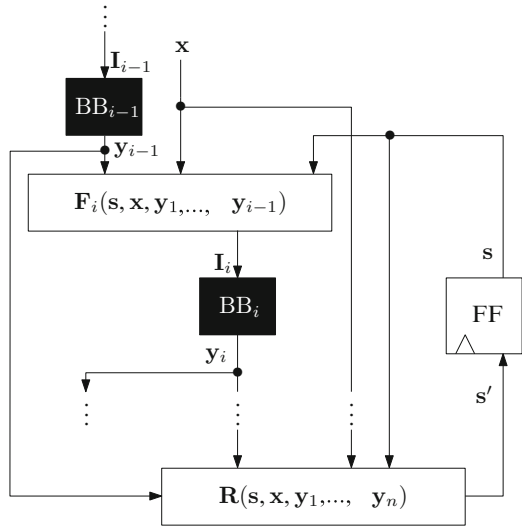 ⋮
I_{i−1}
x
BB_{i−1}
y_{i−1}
F_i(s, x, y_1,..., y_{i−1})
I_i
s
BB_i
FF
y_i
s′
⋮ ⋮ ⋮
R(s, x, y_1,..., y_n)